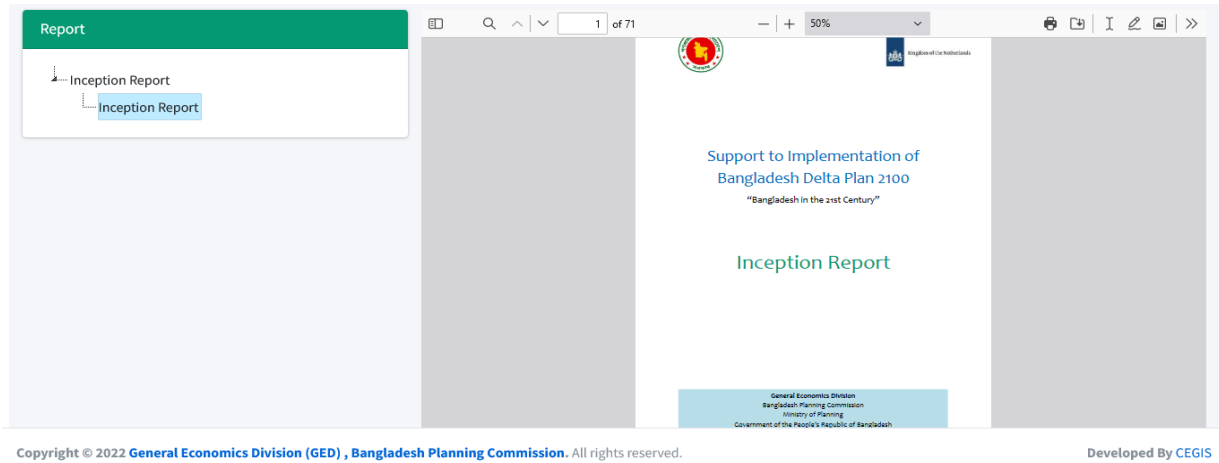 Report
Inception Report
Inception Report
1 of 71
50%
Kingdom of the Netherlands
Support to Implementation of
Bangladesh Delta Plan 2100
“Bangladesh in the 21st Century”
Inception Report
General Economics Division
Bangladesh Planning Commission
Ministry of Planning
Government of the People's Republic of Bangladesh
Copyright © 2022 General Economics Division (GED) , Bangladesh Planning Commission. All rights reserved.
Developed By CEGIS